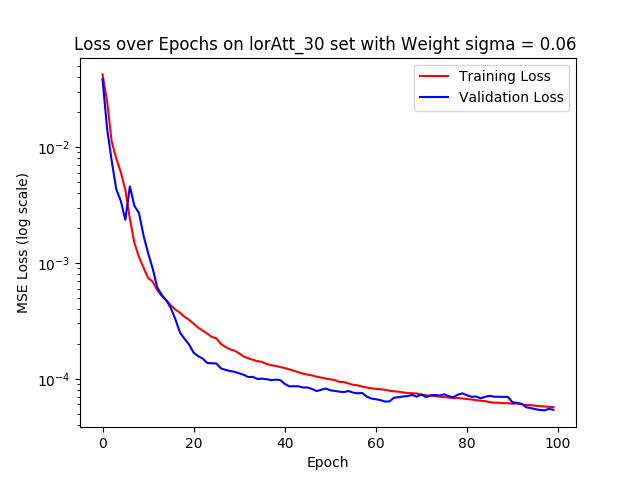 Loss over Epochs on lorAtt_30 set with Weight sigma = 0.06
Training Loss
Validation Loss
MSE Loss (log scale)
10⁻²
10⁻³
10⁻⁴
0 20 40 60 80 100
Epoch